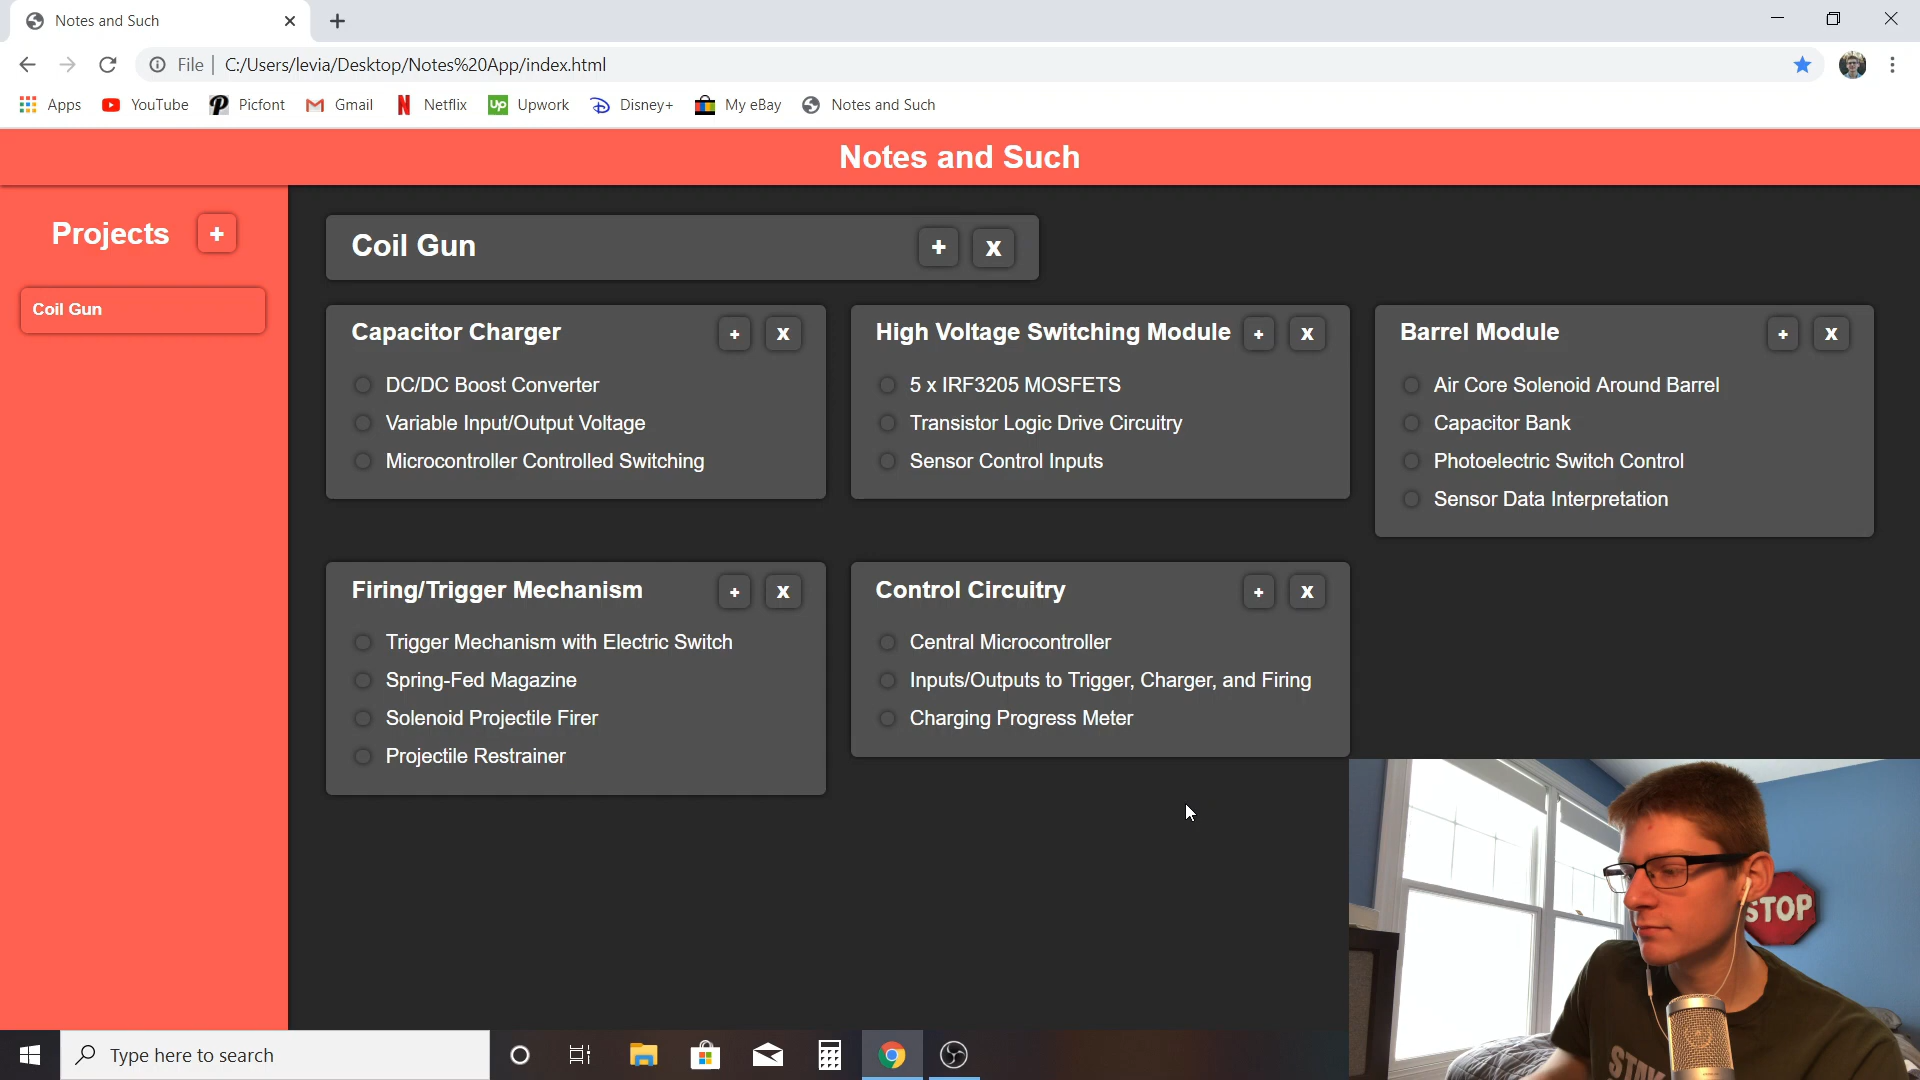 Notes and Such
File
C:/Users/levia/Desktop/Notes%20App/index.html
Apps
YouTube
Picfont
Gmail
Netflix
Up Upwork
Disney+
My eBay
Notes and Such
Notes and Such
Projects +
Coil Gun
Coil Gun + X
Capacitor Charger + X
DC/DC Boost Converter
Variable Input/Output Voltage
Microcontroller Controlled Switching
High Voltage Switching Module + X
5 x IRF3205 MOSFETS
Transistor Logic Drive Circuitry
Sensor Control Inputs
Barrel Module + X
Air Core Solenoid Around Barrel
Capacitor Bank
Photoelectric Switch Control
Sensor Data Interpretation
Firing/Trigger Mechanism + X
Trigger Mechanism with Electric Switch
Spring-Fed Magazine
Solenoid Projectile Firer
Projectile Restrainer
Control Circuitry + X
Central Microcontroller
Inputs/Outputs to Trigger, Charger, and Firing
Charging Progress Meter
STOP
Type here to search